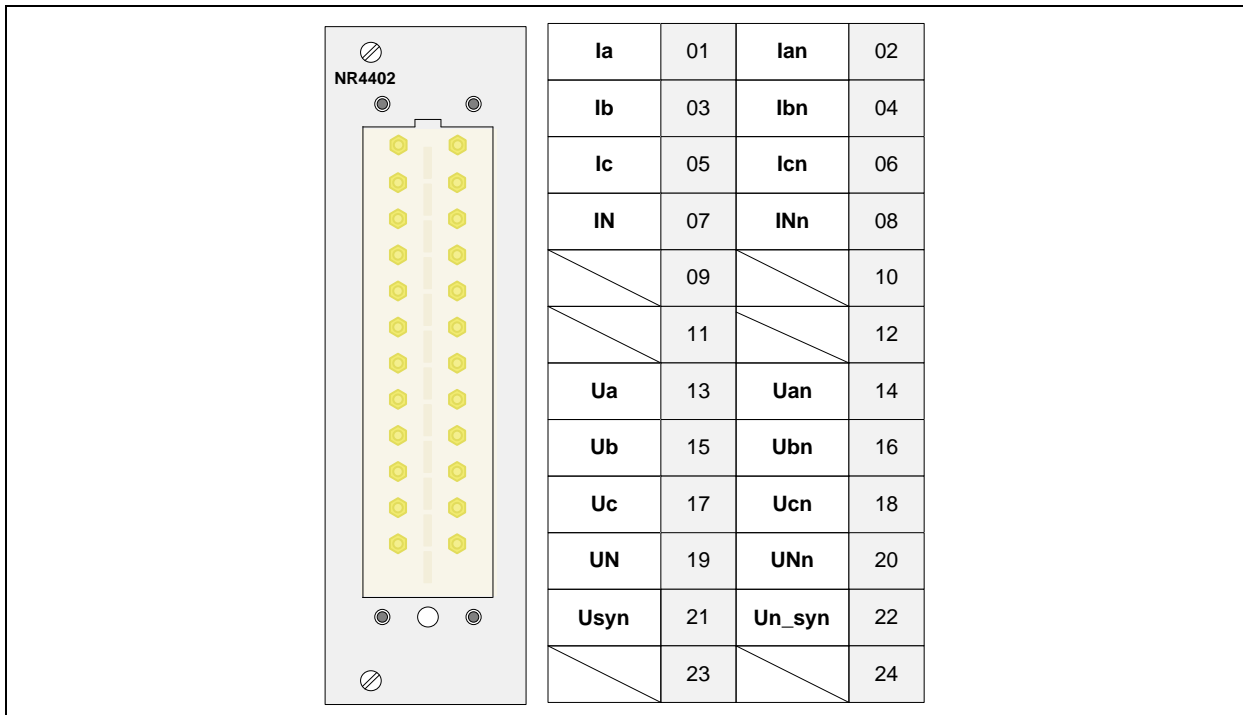 NR4402
Ia 01 Ian 02
Ib 03 Ibn 04
Ic 05 Icn 06
IN 07 INn 08
09 10
11 12
Ua 13 Uan 14
Ub 15 Ubn 16
Uc 17 Ucn 18
UN 19 UNn 20
Usyn 21 Un_syn 22
23 24